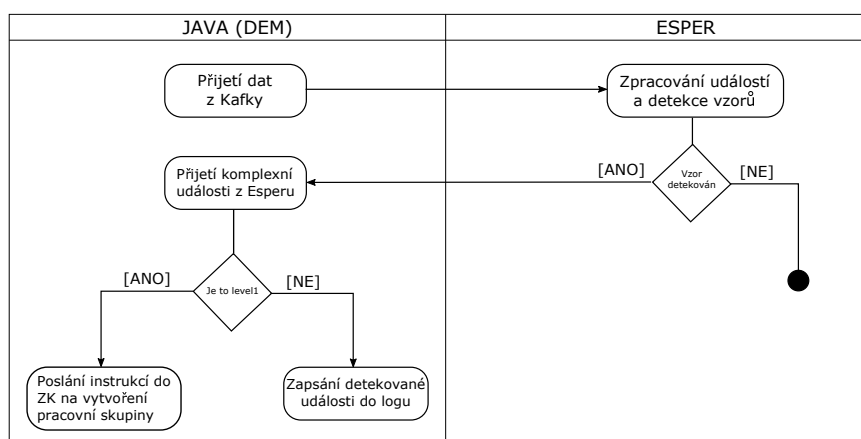 JAVA (DEM)
ESPER
Přijetí dat
z Kafky
Zpracování událostí
a detekce vzorů
Přijetí komplexní
události z Esperu
[ANO]
Vzor
detekován
[NE]
[ANO]
Je to level1
[NE]
Poslání instrukcí do
ZK na vytvoření
pracovní skupiny
Zapsání detekované
události do logu